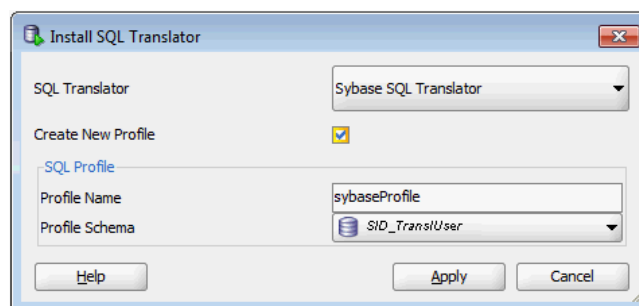 Install SQL Translator
SQL Translator Sybase SQL Translator
Create New Profile
SQL Profile
Profile Name sybaseProfile
Profile Schema SID_TranslUser
Help Apply Cancel